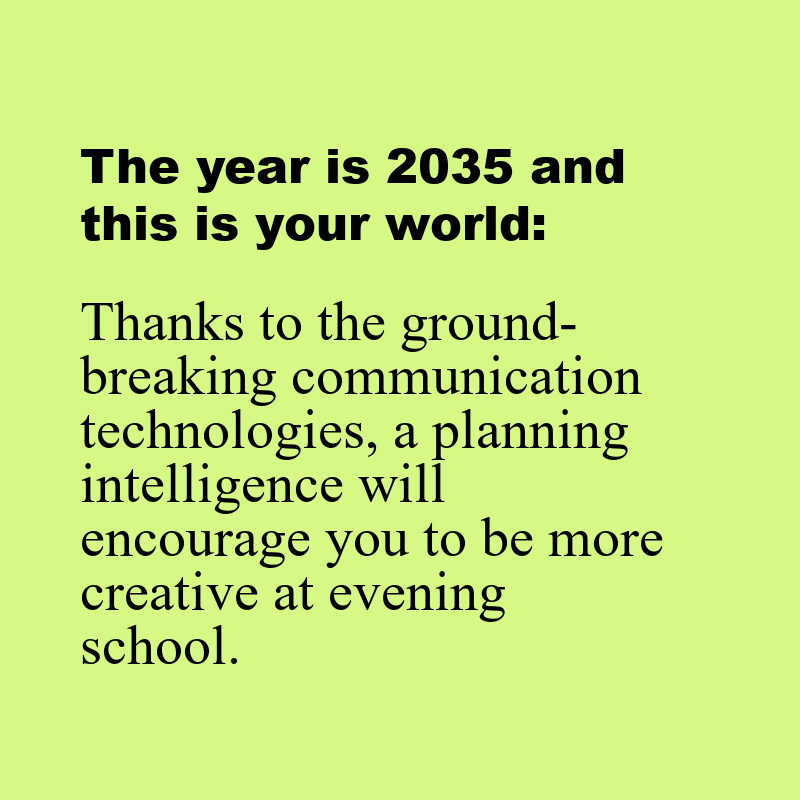 The year is 2035 and
this is your world:
Thanks to the ground-
breaking communication
technologies, a planning
intelligence will
encourage you to be more
creative at evening
school.